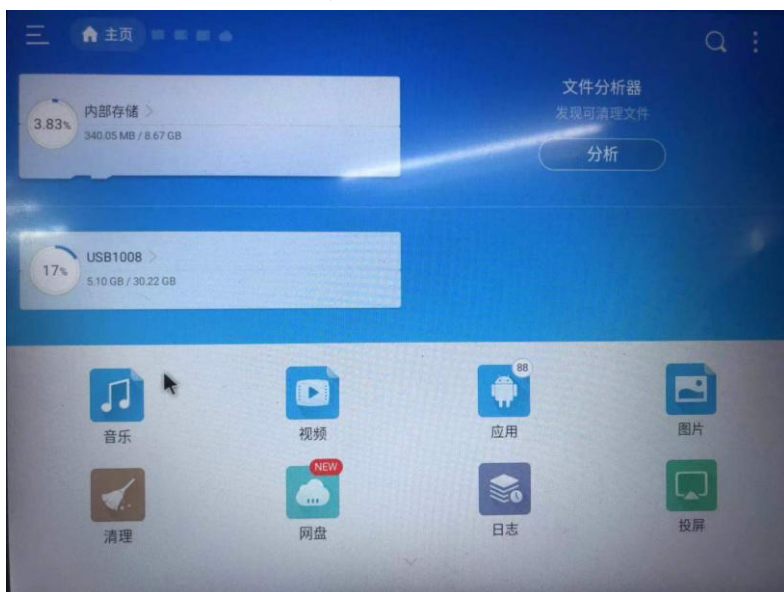 主页
3.83%
内部存储 >
340.05 MB / 8.67 GB
文件分析器
发现可清理文件
分析
17%
USB1008 >
5.10 GB / 30.22 GB
音乐
视频
88
应用
图片
清理
NEW
网盘
日志
投屏